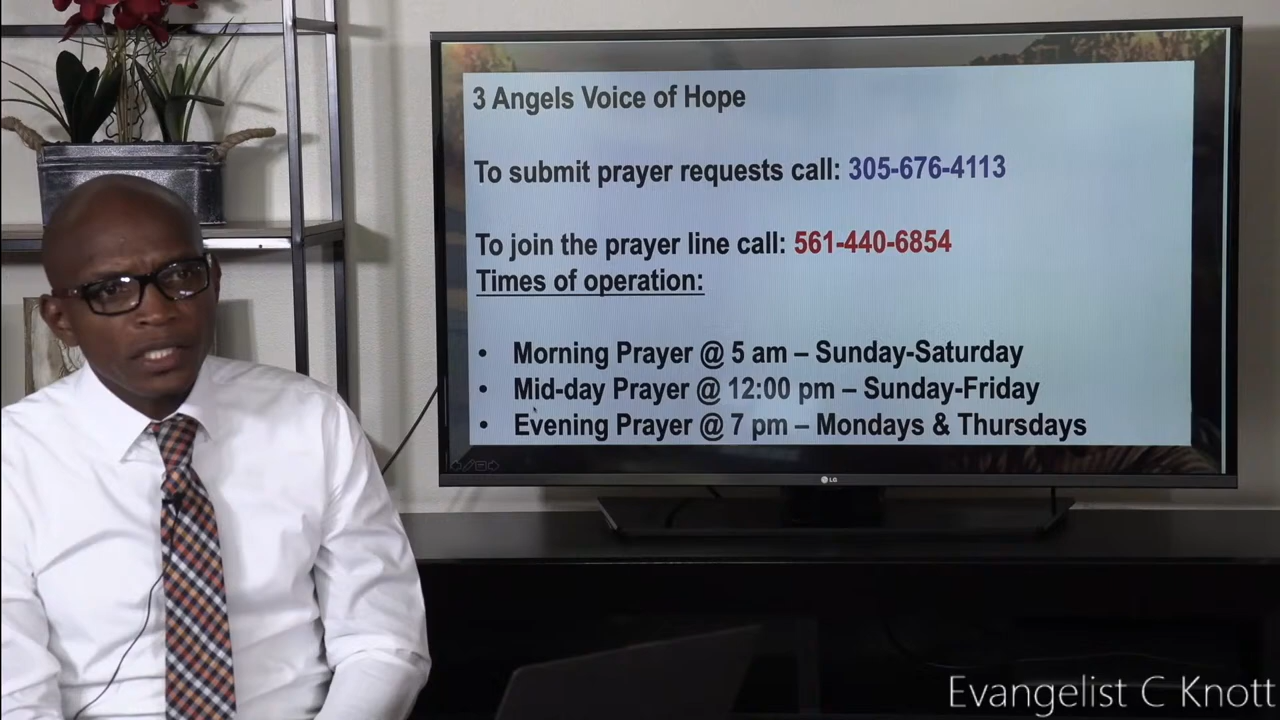 3 Angels Voice of Hope
To submit prayer requests call: 305-676-4113
To join the prayer line call: 561-440-6854
Times of operation:
• Morning Prayer @ 5 am – Sunday-Saturday
• Mid-day Prayer @ 12:00 pm – Sunday-Friday
• Evening Prayer @ 7 pm – Mondays & Thursdays
LG
Evangelist C Knott